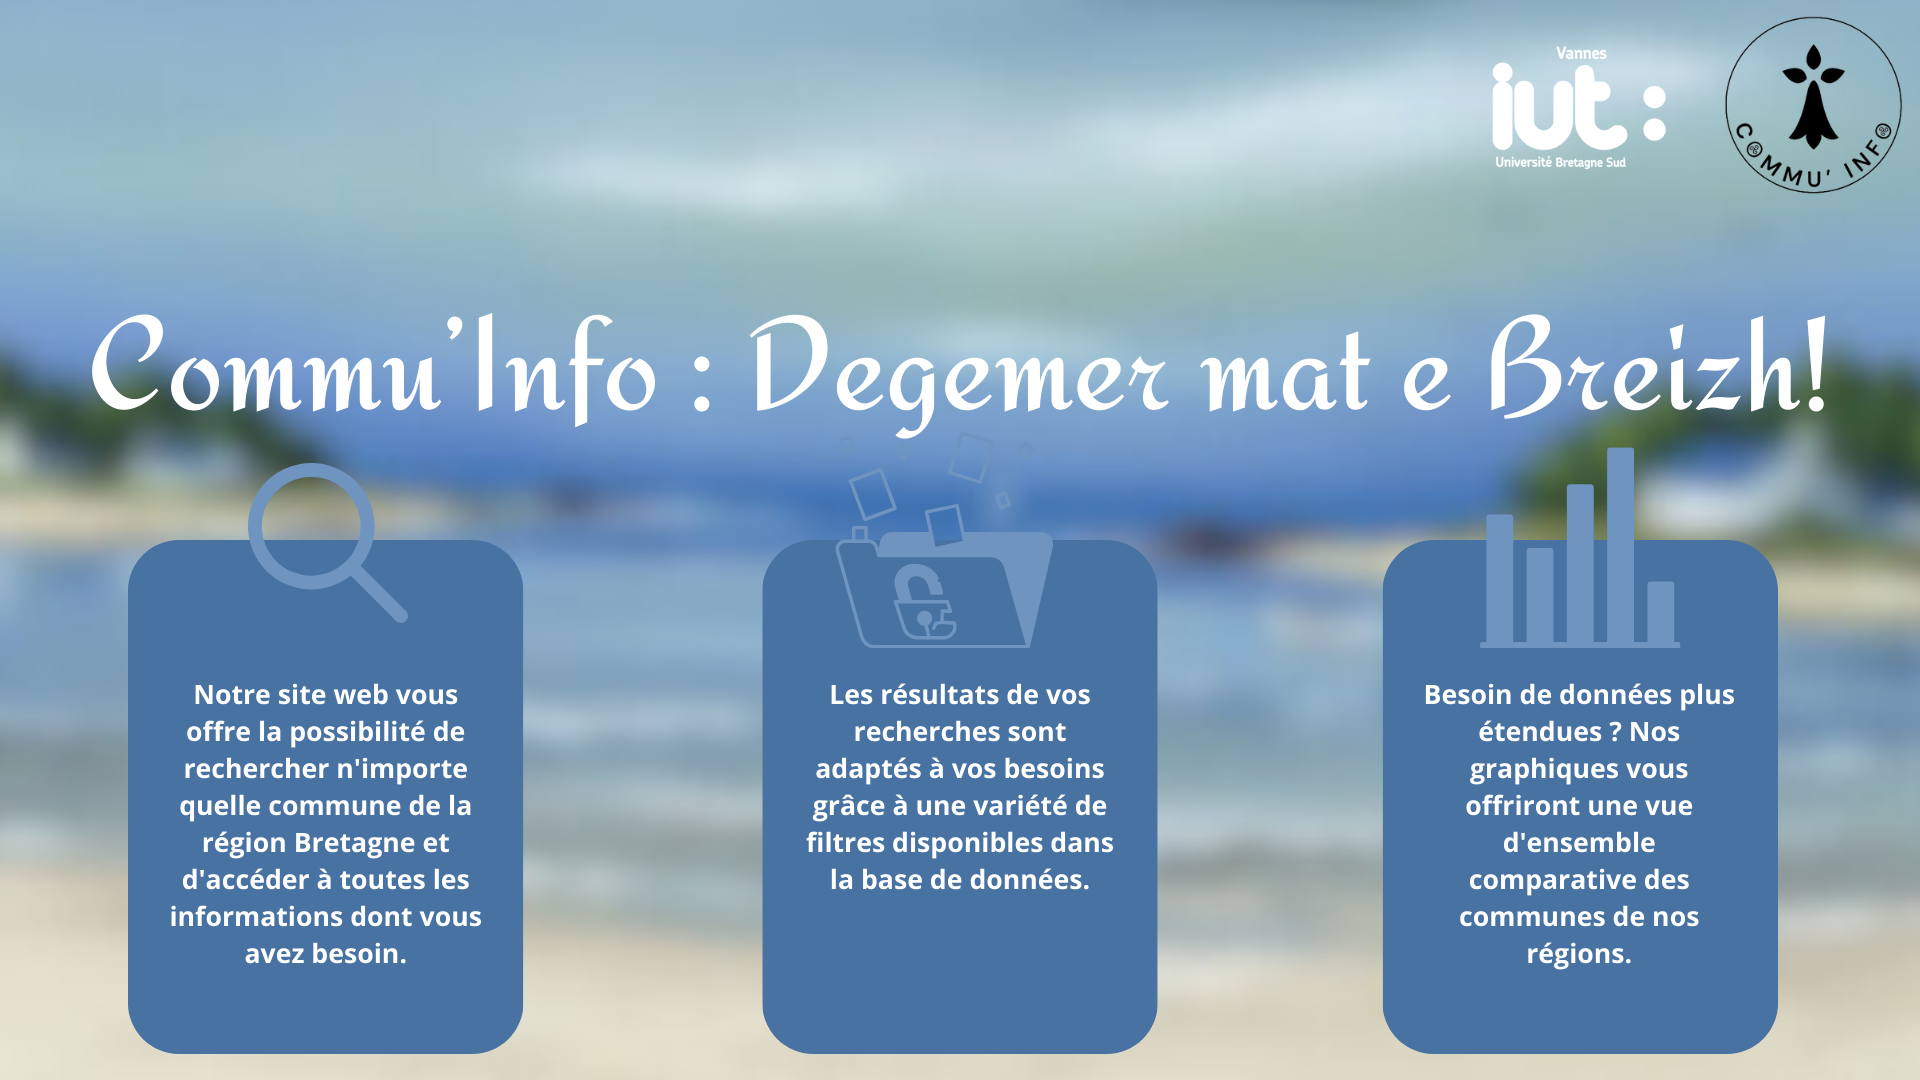 Vannes
iut:
Université Bretagne Sud
COMMU' INFO
Commu'Info : Degemer mat e Breizh!
Notre site web vous
offre la possibilité de
rechercher n'importe
quelle commune de la
région Bretagne et
d'accéder à toutes les
informations dont vous
avez besoin.
Les résultats de vos
recherches sont
adaptés à vos besoins
grâce à une variété de
filtres disponibles dans
la base de données.
Besoin de données plus
étendues ? Nos
graphiques vous
offriront une vue
d'ensemble
comparative des
communes de nos
régions.